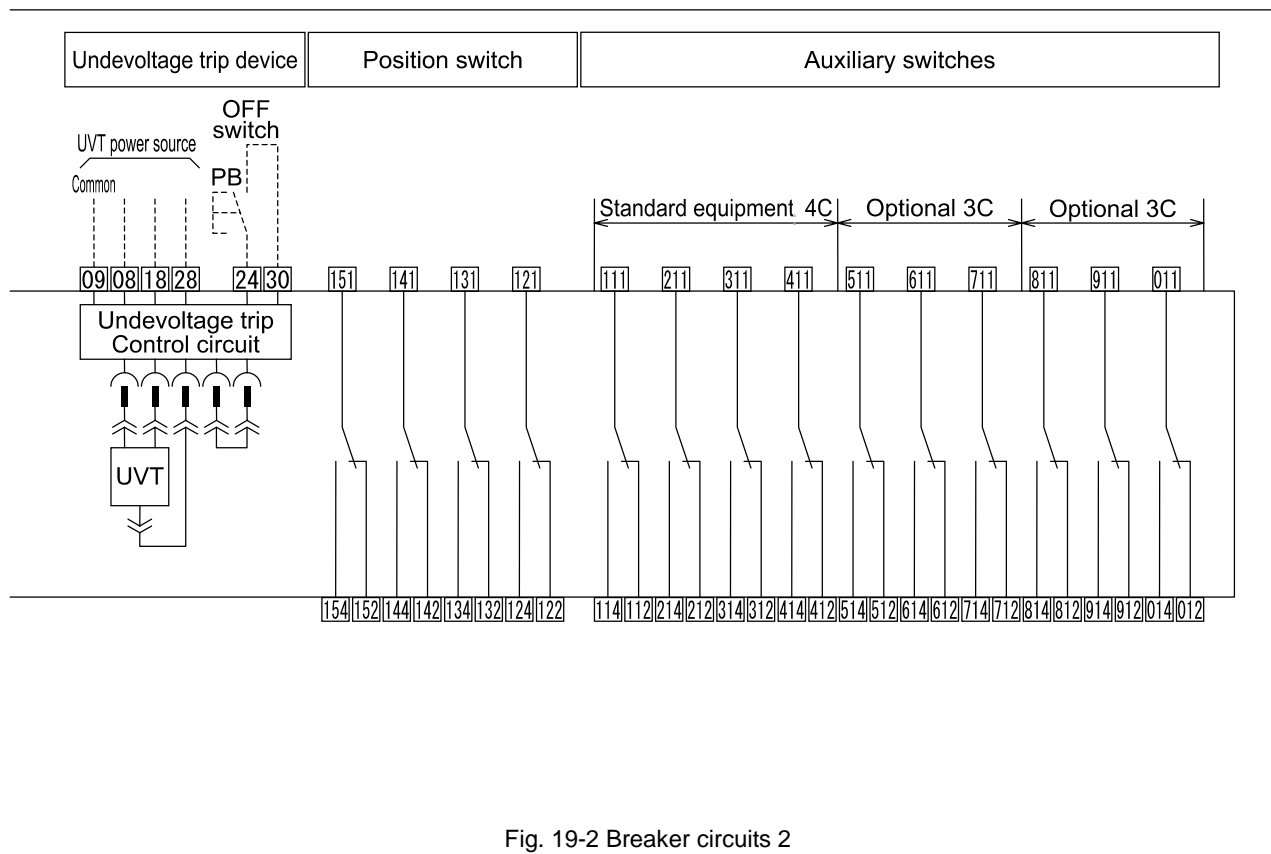 Undevoltage trip device
Position switch
Auxiliary switches
OFF
switch
UVT power source
PB
Common
Standard equipment 4C
Optional 3C
Optional 3C
09 08 18 28 24 30 151 141 131 121 111 211 311 411 511 611 711 811 911 011
Undevoltage trip
Control circuit
UVT
154 152 144 142 134 132 124 122 114 112 214 212 314 312 414 412 514 512 614 612 714 712 814 812 914 912 014 012
Fig. 19-2 Breaker circuits 2